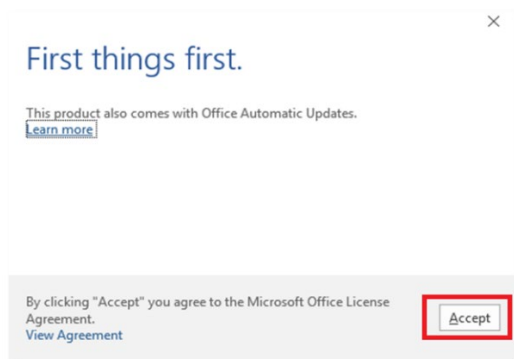 First things first.
This product also comes with Office Automatic Updates.
Learn more
By clicking "Accept" you agree to the Microsoft Office License
Agreement.
View Agreement
Accept